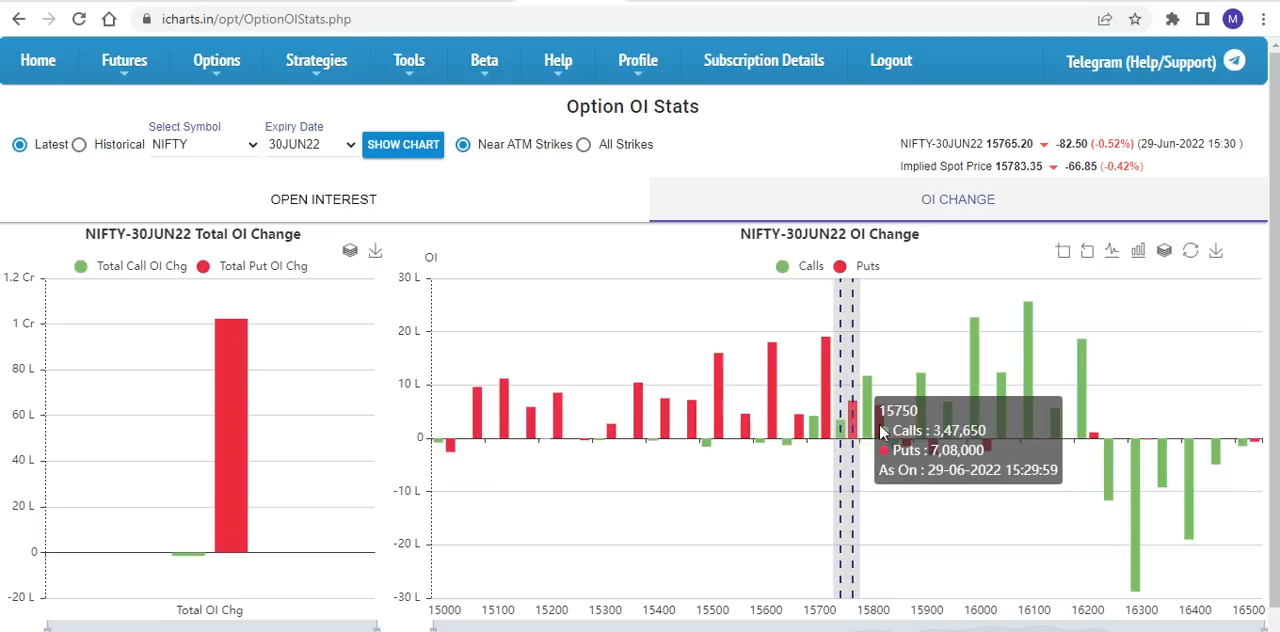 icharts.in/opt/OptionOIStats.php
M
Home Futures Options Strategies Tools Beta Help Profile Subscription Details Logout Telegram (Help/Support)
Option OI Stats
Select Symbol Expiry Date
Latest Historical NIFTY 30JUN22 SHOW CHART Near ATM Strikes All Strikes
NIFTY-30JUN22 15765.20 -82.50 (-0.52%) (29-Jun-2022 15:30 )
Implied Spot Price 15783.35 -66.85 (-0.42%)
OPEN INTEREST OI CHANGE
NIFTY-30JUN22 Total OI Change
Total Call OI Chg Total Put OI Chg
1.2 Cr
1 Cr
80 L
60 L
40 L
20 L
0
-20 L
Total OI Chg
NIFTY-30JUN22 OI Change
OI
Calls Puts
30 L
20 L
10 L
0
-10 L
-20 L
-30 L
15750
Calls : 3,47,650
Puts : 7,08,000
As On : 29-06-2022 15:29:59
15000 15100 15200 15300 15400 15500 15600 15700 15800 15900 16000 16100 16200 16300 16400 16500